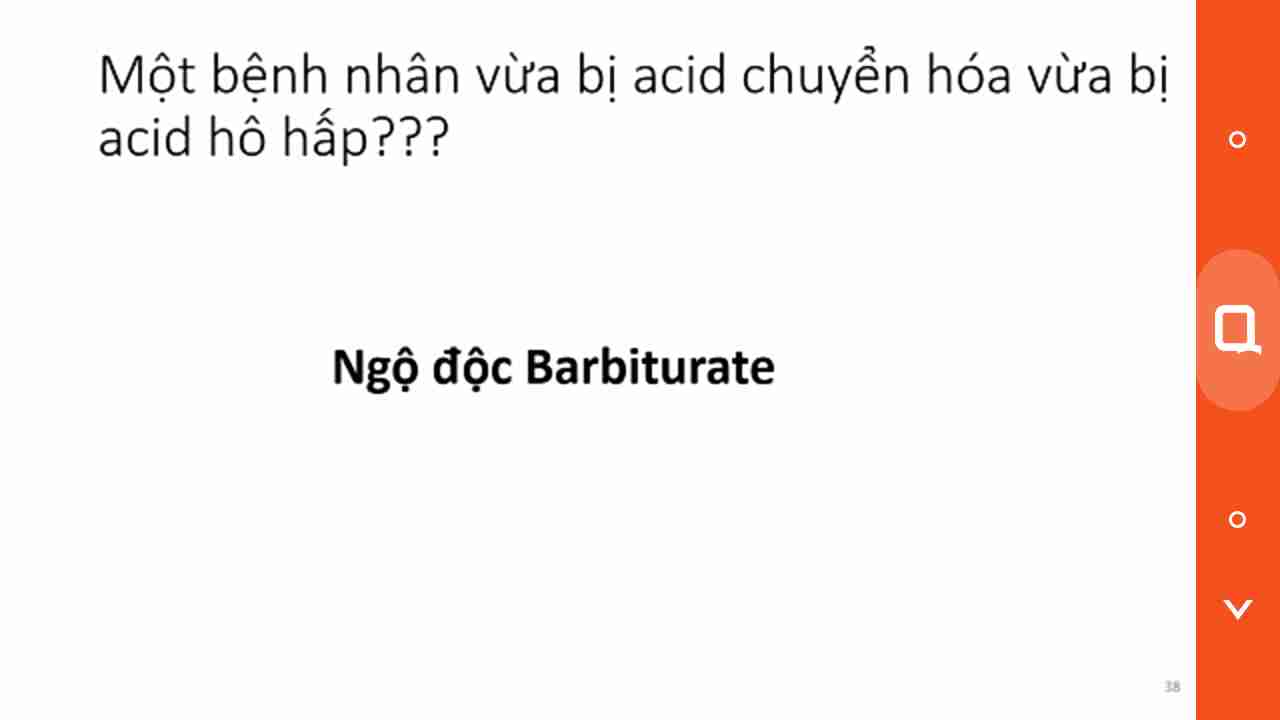 Một bệnh nhân vừa bị acid chuyển hóa vừa bị
acid hô hấp???
Ngộ độc Barbiturate
38